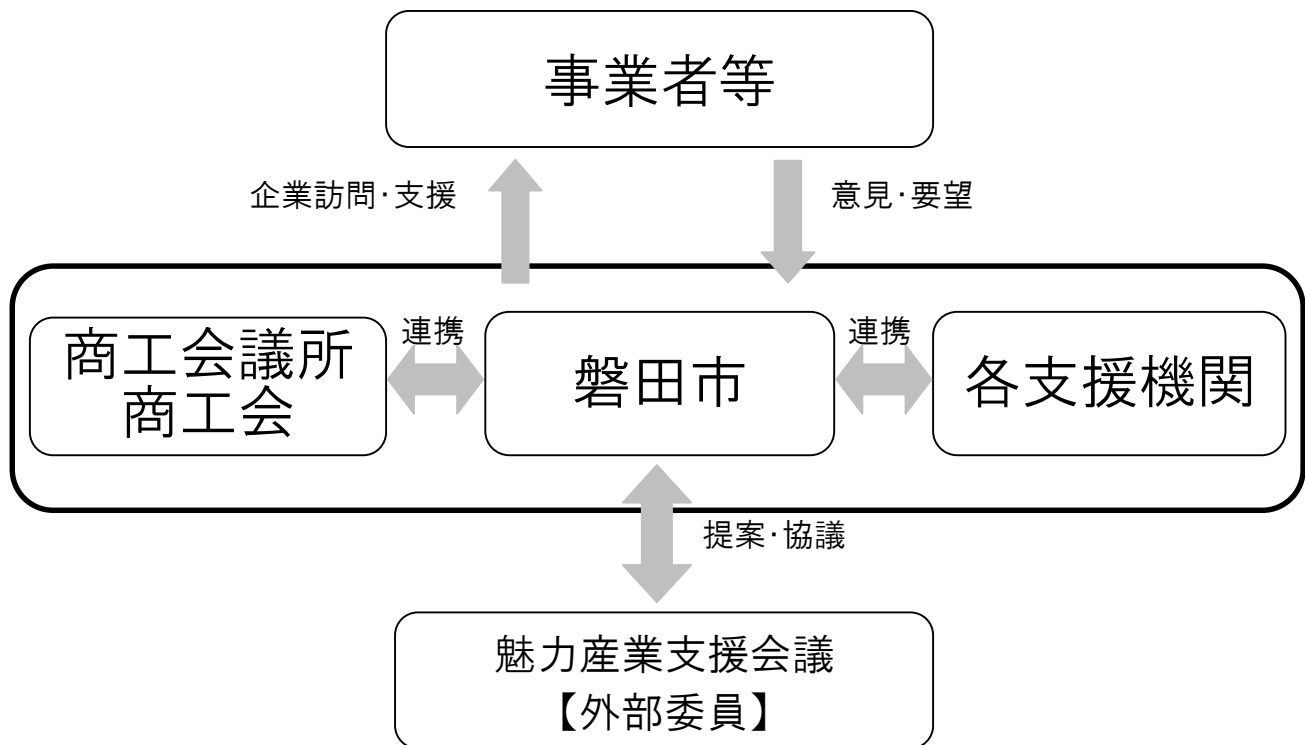 事業者等
企業訪問・支援
意見・要望
商工会議所
商工会
連携
磐田市
連携
各支援機関
提案・協議
魅力産業支援会議
【外部委員】